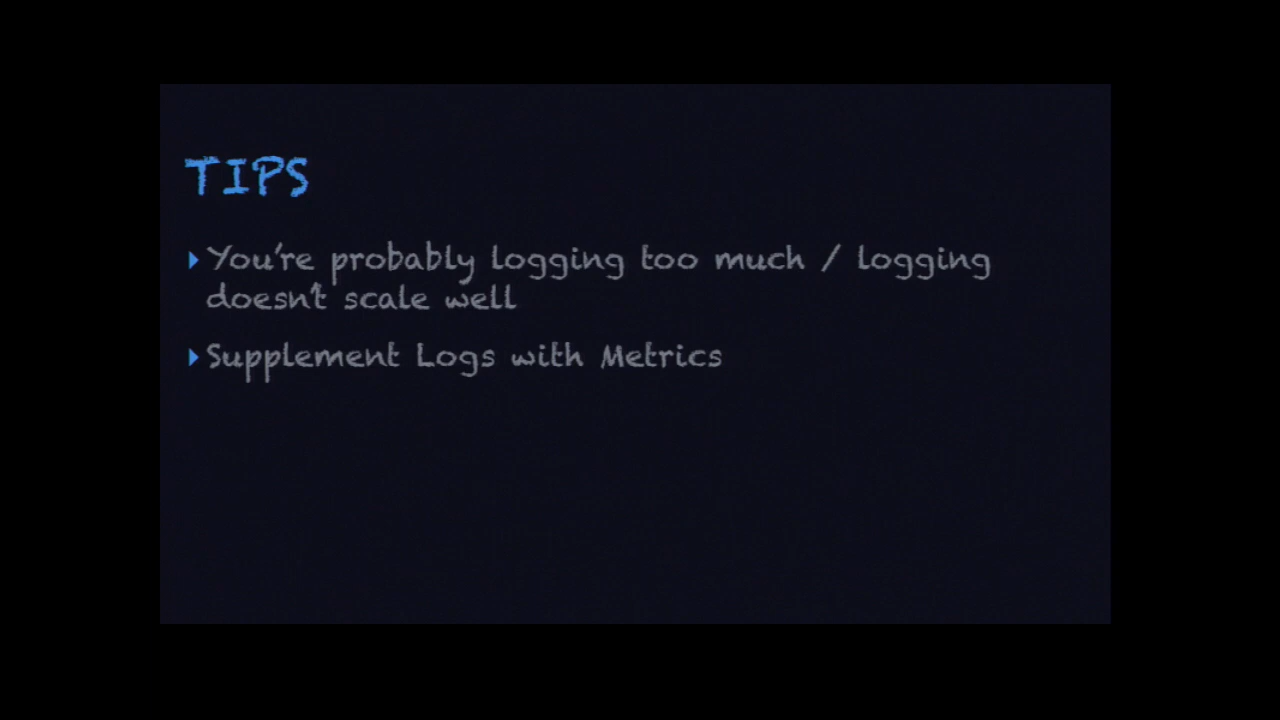 TIPS
You're probably logging too much / logging
doesn't scale well
Supplement Logs with Metrics